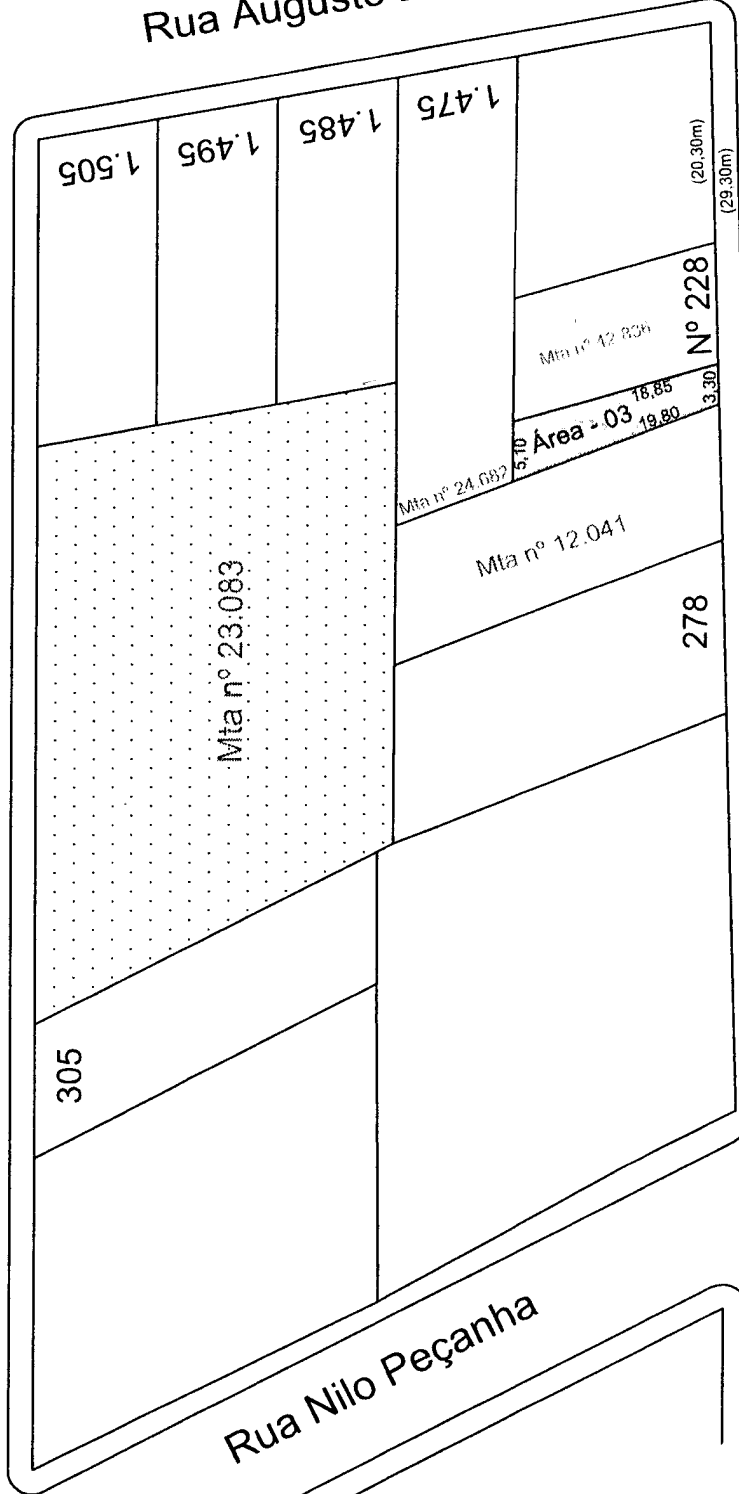 Rua Augusto
1.505
1.495
1.485
1.475
(20,30m)
(29.30m)
Nº 228
Mta nº 12.836
18,85
3,30
Área - 03
19,80
5,10
Mta nº 24.682
Mta nº 12.041
Mta nº 23.083
278
305
Rua Nilo Peçanha